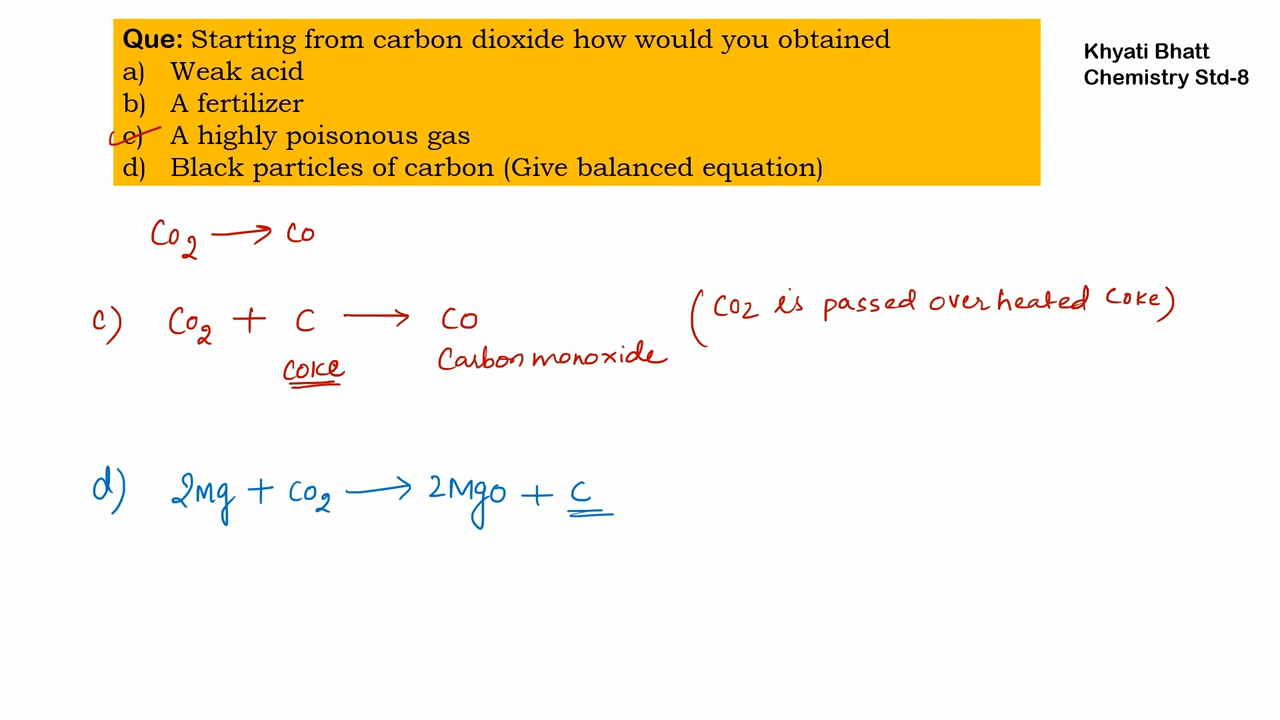 Que: Starting from carbon dioxide how would you obtained
a) Weak acid
b) A fertilizer
c) A highly poisonous gas
d) Black particles of carbon (Give balanced equation)
Khyati Bhatt
Chemistry Std-8
CO₂ ⟶ CO
c) CO₂ + C ⟶ CO (CO₂ is passed over heated coke)
coke Carbon monoxide
d) 2Mg + CO₂ ⟶ 2MgO + C